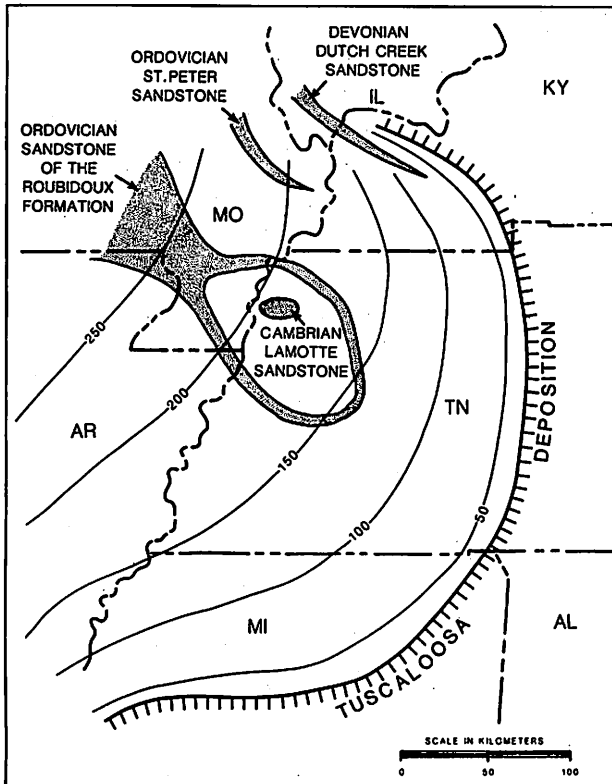 DEVONIAN
DUTCH CREEK
SANDSTONE
ORDOVICIAN
ST. PETER
SANDSTONE
IL
KY
ORDOVICIAN
SANDSTONE
OF THE
ROUBIDOUX
FORMATION
MO
250
CAMBRIAN
LAMOTTE
SANDSTONE
200
AR
TN
DEPOSITION
150
100
50
MI
AL
TUSCALOOSA
SCALE IN KILOMETERS
100 50 100